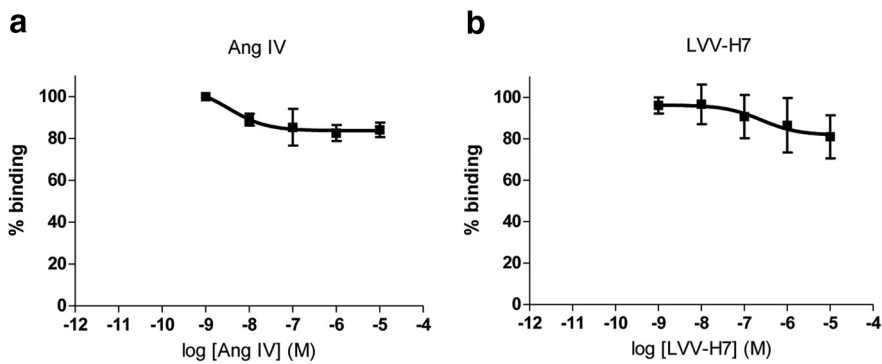 a
Ang IV
100
80
60
40
20
0
% binding
-12 -11 -10 -9 -8 -7 -6 -5 -4
log [Ang IV] (M)
b
LVV-H7
100
80
60
40
20
0
% binding
-12 -11 -10 -9 -8 -7 -6 -5 -4
log [LVV-H7] (M)